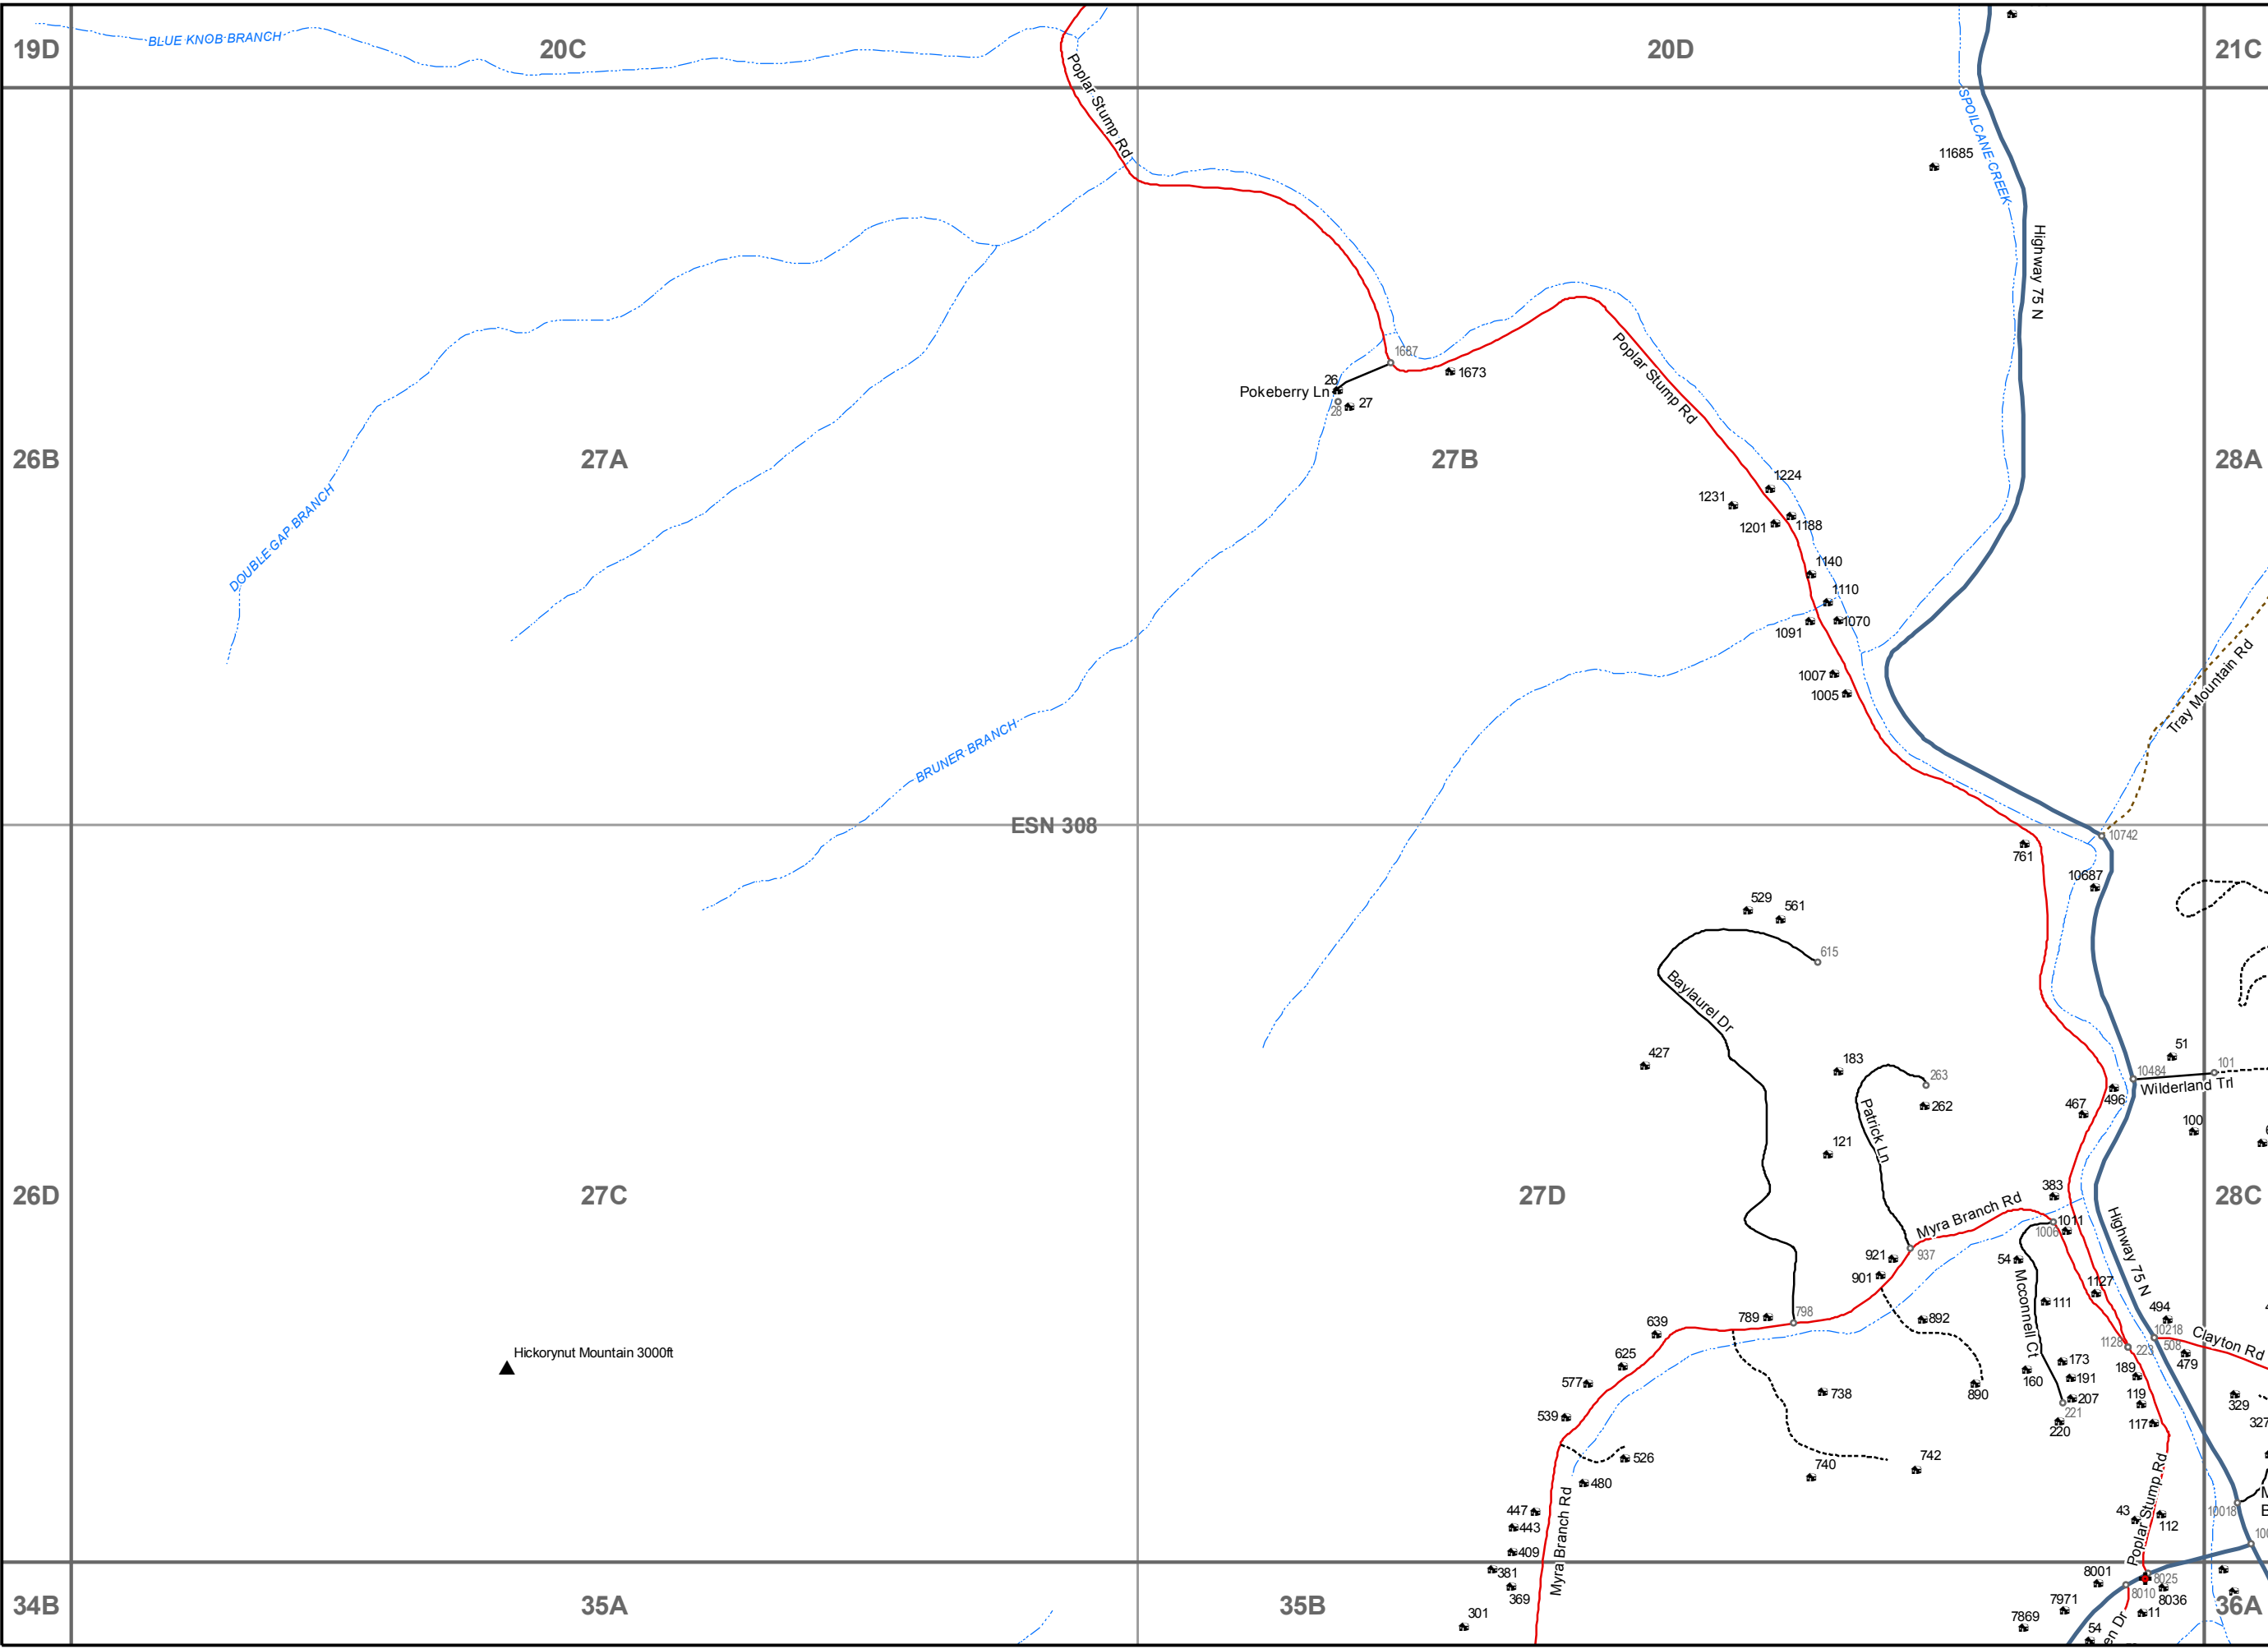 19D
BLUE KNOB BRANCH
20C
20D
21C
Poplar Stump Rd
SPOILCANE CREEK
11685
Highway 75 N
1687
1673
26
Pokeberry Ln
27
28
Poplar Stump Rd
26B
27A
27B
28A
1224
1231
1201
1188
DOUBLE GAP BRANCH
1140
1110
1091
1070
1007
1005
Tray Mountain Rd
BRUNER BRANCH
ESN 308
10742
761
10687
529
561
615
Baylaurel Dr
427
183
263
262
51
101
10484
Wilderland Trl
496
467
100
Patrick Ln
121
26D
27C
27D
28C
383
Myra Branch Rd
1011
1006
Highway 75 N
921
937
901
54
Mcconnell Ct
111
1127
494
892
789
798
639
10218
508
Clayton Rd
1128
223
479
Hickorynut Mountain 3000ft
625
577
738
890
160
173
191
189
207
119
221
220
117
329
327
539
526
480
740
742
Poplar Stump Rd
447
443
Myra Branch Rd
409
43
112
10018
381
369
301
8001
8025
8010
8036
7971
11
7869
54
en Dr
34B
35A
35B
36A